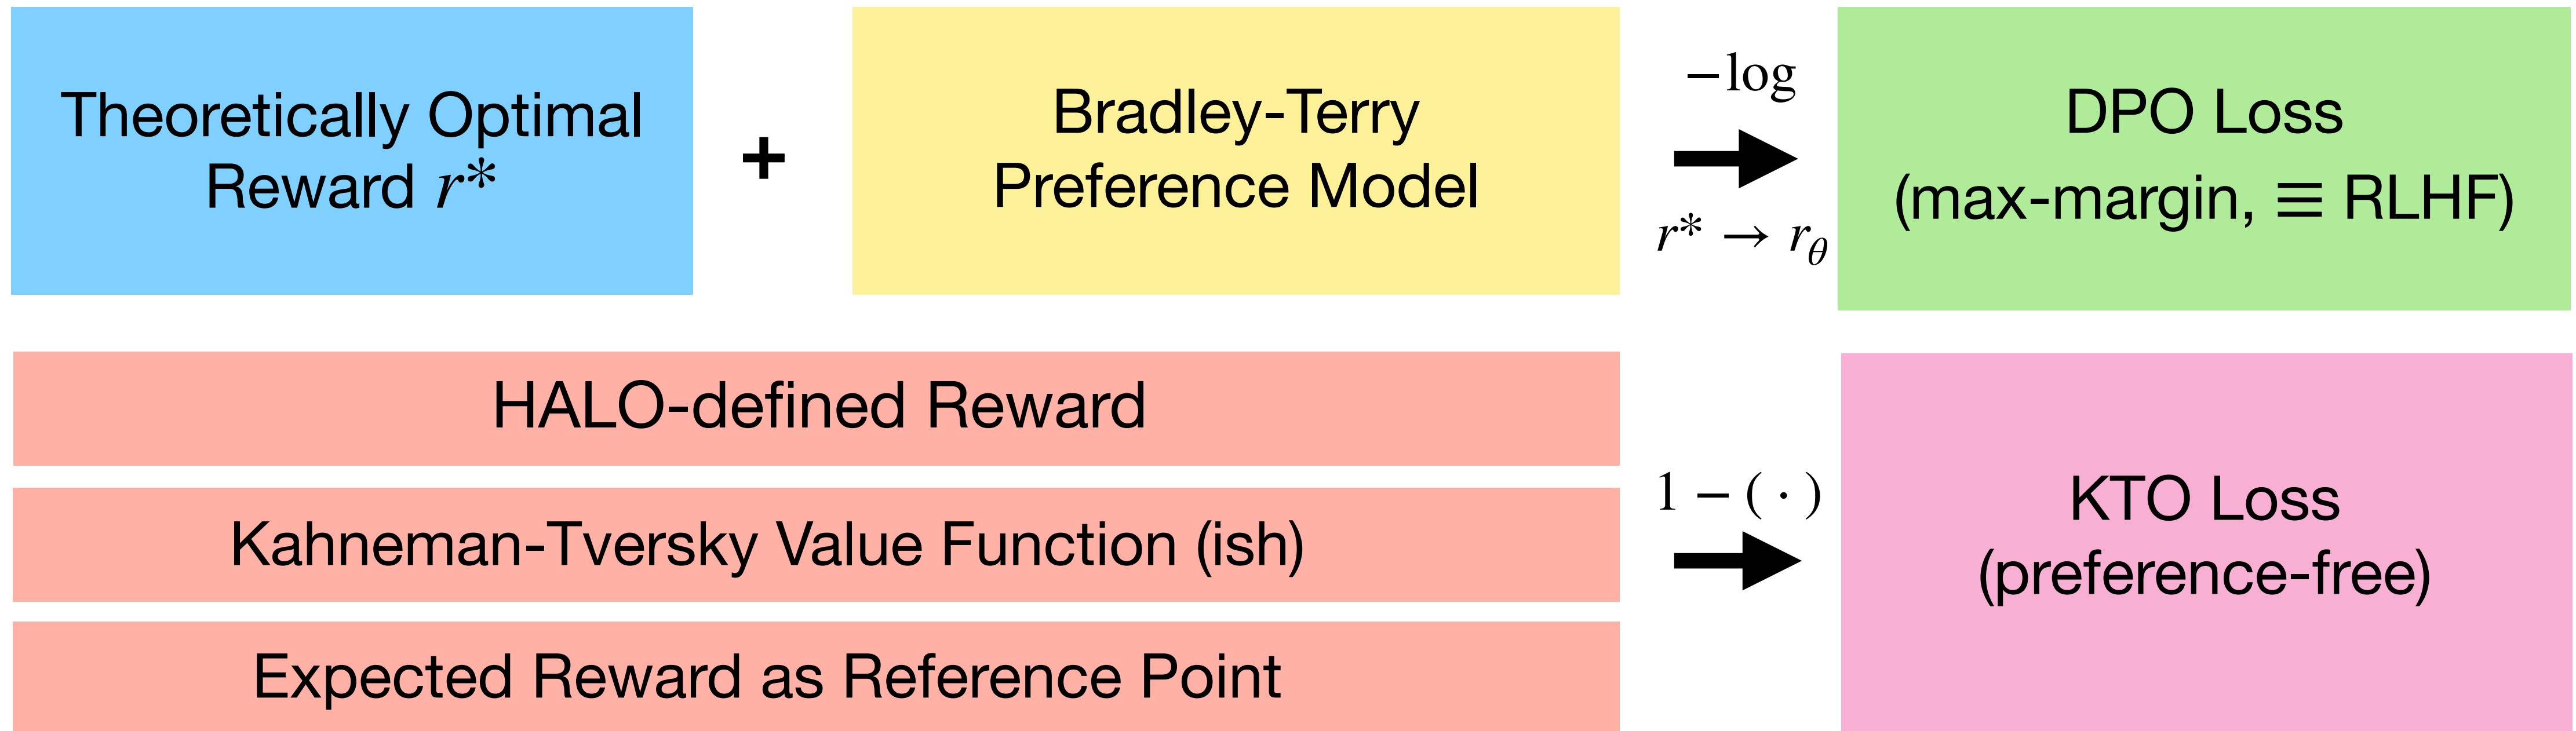 Theoretically Optimal
Reward r*
+
Bradley-Terry
Preference Model
−log
r* → r_θ
DPO Loss
(max-margin, ≡ RLHF)
HALO-defined Reward
Kahneman-Tversky Value Function (ish)
Expected Reward as Reference Point
1 − ( · )
KTO Loss
(preference-free)